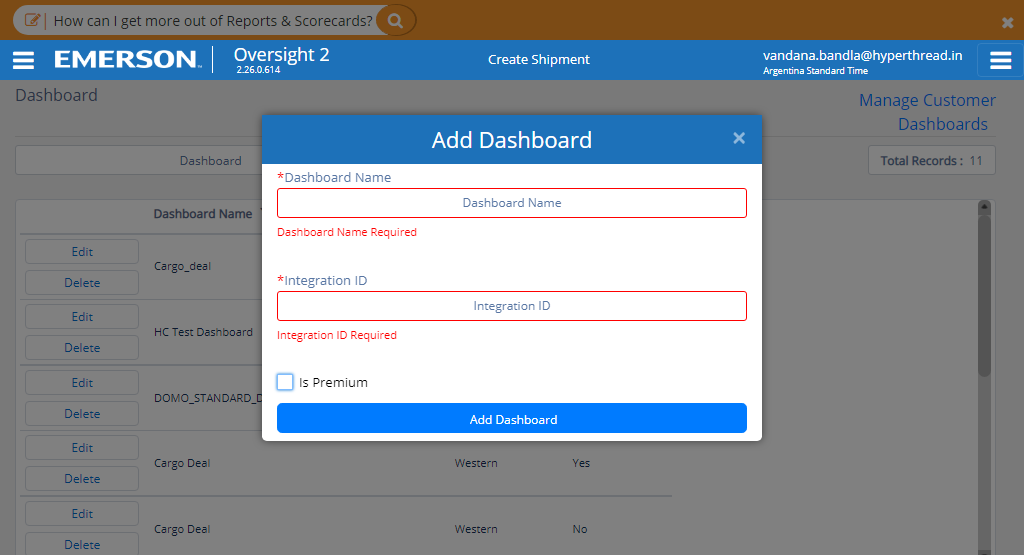 How can I get more out of Reports & Scorecards?
EMERSON
Oversight 2
2.26.0.614
Create Shipment
vandana.bandla@hyperthread.in
Argentina Standard Time
Dashboard
Manage Customer
Dashboards
Dashboard
Total Records : 11
Add Dashboard
×
*Dashboard Name
Dashboard Name
Dashboard Name Required
*Integration ID
Integration ID
Integration ID Required
Is Premium
Add Dashboard
Dashboard Name
Edit
Delete
Cargo_deal
Edit
Delete
HC Test Dashboard
Edit
Delete
DOMO_STANDARD_D
Edit
Delete
Cargo Deal Western Yes
Edit
Delete
Cargo Deal Western No